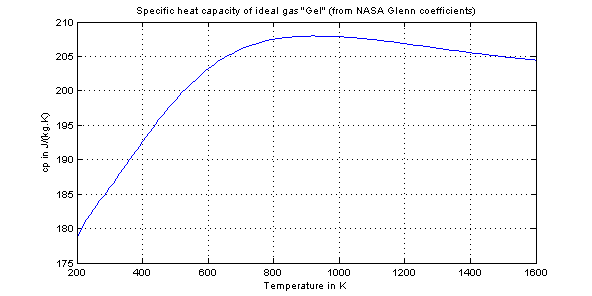 Specific heat capacity of ideal gas "GeI" (from NASA Glenn coefficients)
210
205
200
195
190
185
180
175
cp in J/(kg.K)
200 400 600 800 1000 1200 1400 1600
Temperature in K